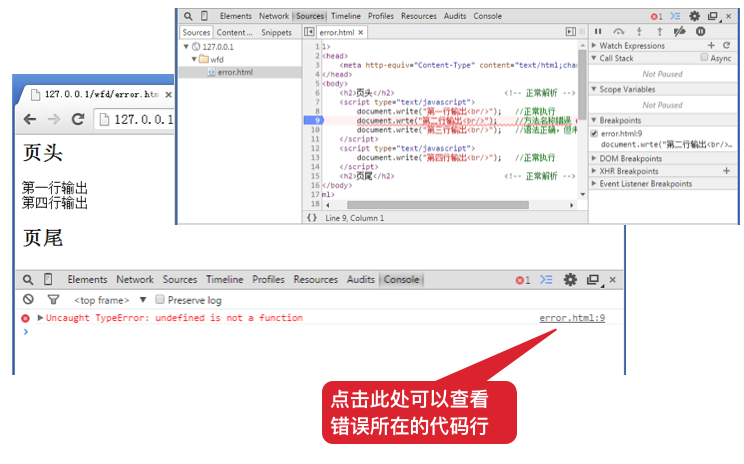 Elements Network Sources Timeline Profiles Resources Audits Console 1
Sources Content ... Snippets
error.html
127.0.0.1
wfd
error.html
1 l>
2 <head>
3 <meta http-equiv="Content-Type" content="text/html;cha
4 </head>
5 <body>
6 <h2>页头</h2> <!-- 正常解析 -->
7 <script type="text/javascript">
8 document.write("第一行输出<br/>"); //正常执行
9 document.wrte("第二行输出<br/>"); //方法名称错误
10 document.write("第三行输出<br/>"); //语法正确,但
11 </script>
12 <script type="text/javascript">
13 document.write("第四行输出<br/>"); //正常执行
14 </script>
15 <h2>页尾</h2> <!-- 正常解析 -->
16 </body>
17 ml>
18
{} Line 9, Column 1
Watch Expressions
Call Stack Async
Not Paused
Scope Variables
Not Paused
Breakpoints
error.html:9
document.wrte("第二行输出<br/>...
DOM Breakpoints
XHR Breakpoints
Event Listener Breakpoints
127.0.0.1/wfd/error.htm
127.0.0.1
页头
第一行输出
第四行输出
页尾
Elements Network Sources Timeline Profiles Resources Audits Console 1
<top frame> Preserve log
Uncaught TypeError: undefined is not a function error.html:9
点击此处可以查看
错误所在的代码行